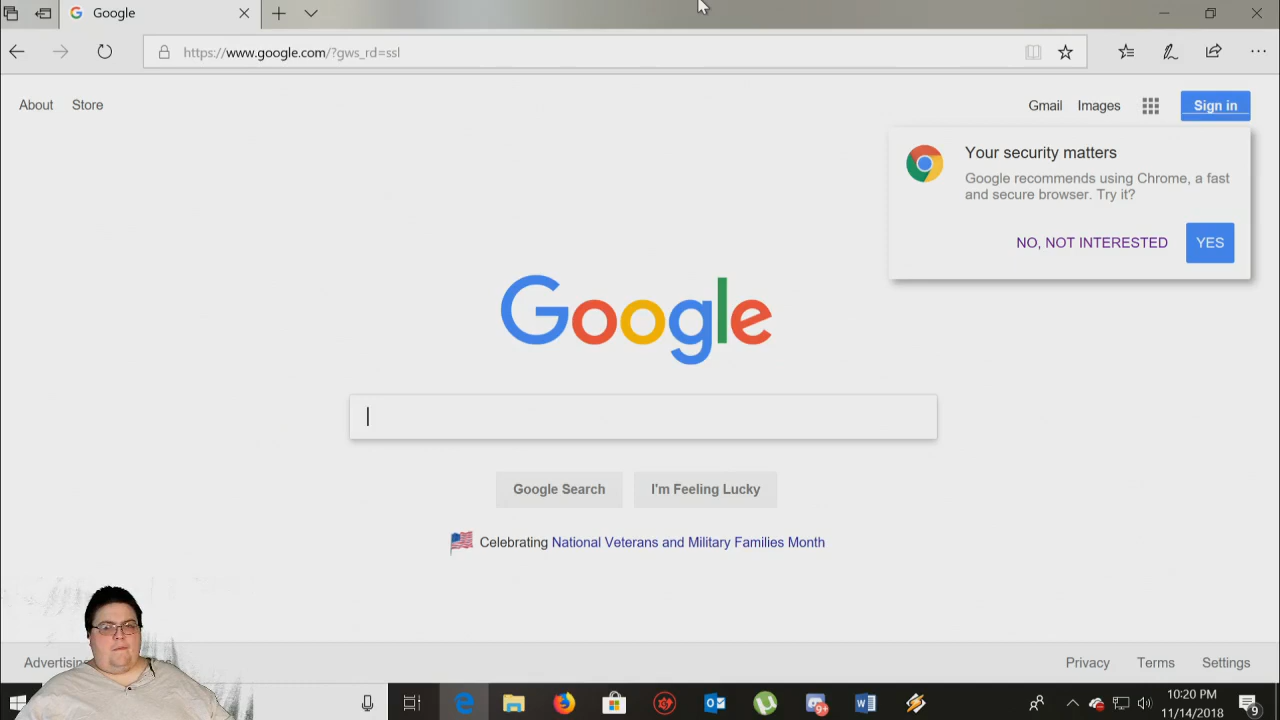 Google
https://www.google.com/?gws_rd=ssl
About Store
Gmail Images Sign in
Your security matters
Google recommends using Chrome, a fast
and secure browser. Try it?
NO, NOT INTERESTED YES
Google
Google Search I'm Feeling Lucky
Celebrating National Veterans and Military Families Month
Privacy Terms Settings
10:20 PM
11/14/2018
9+
9